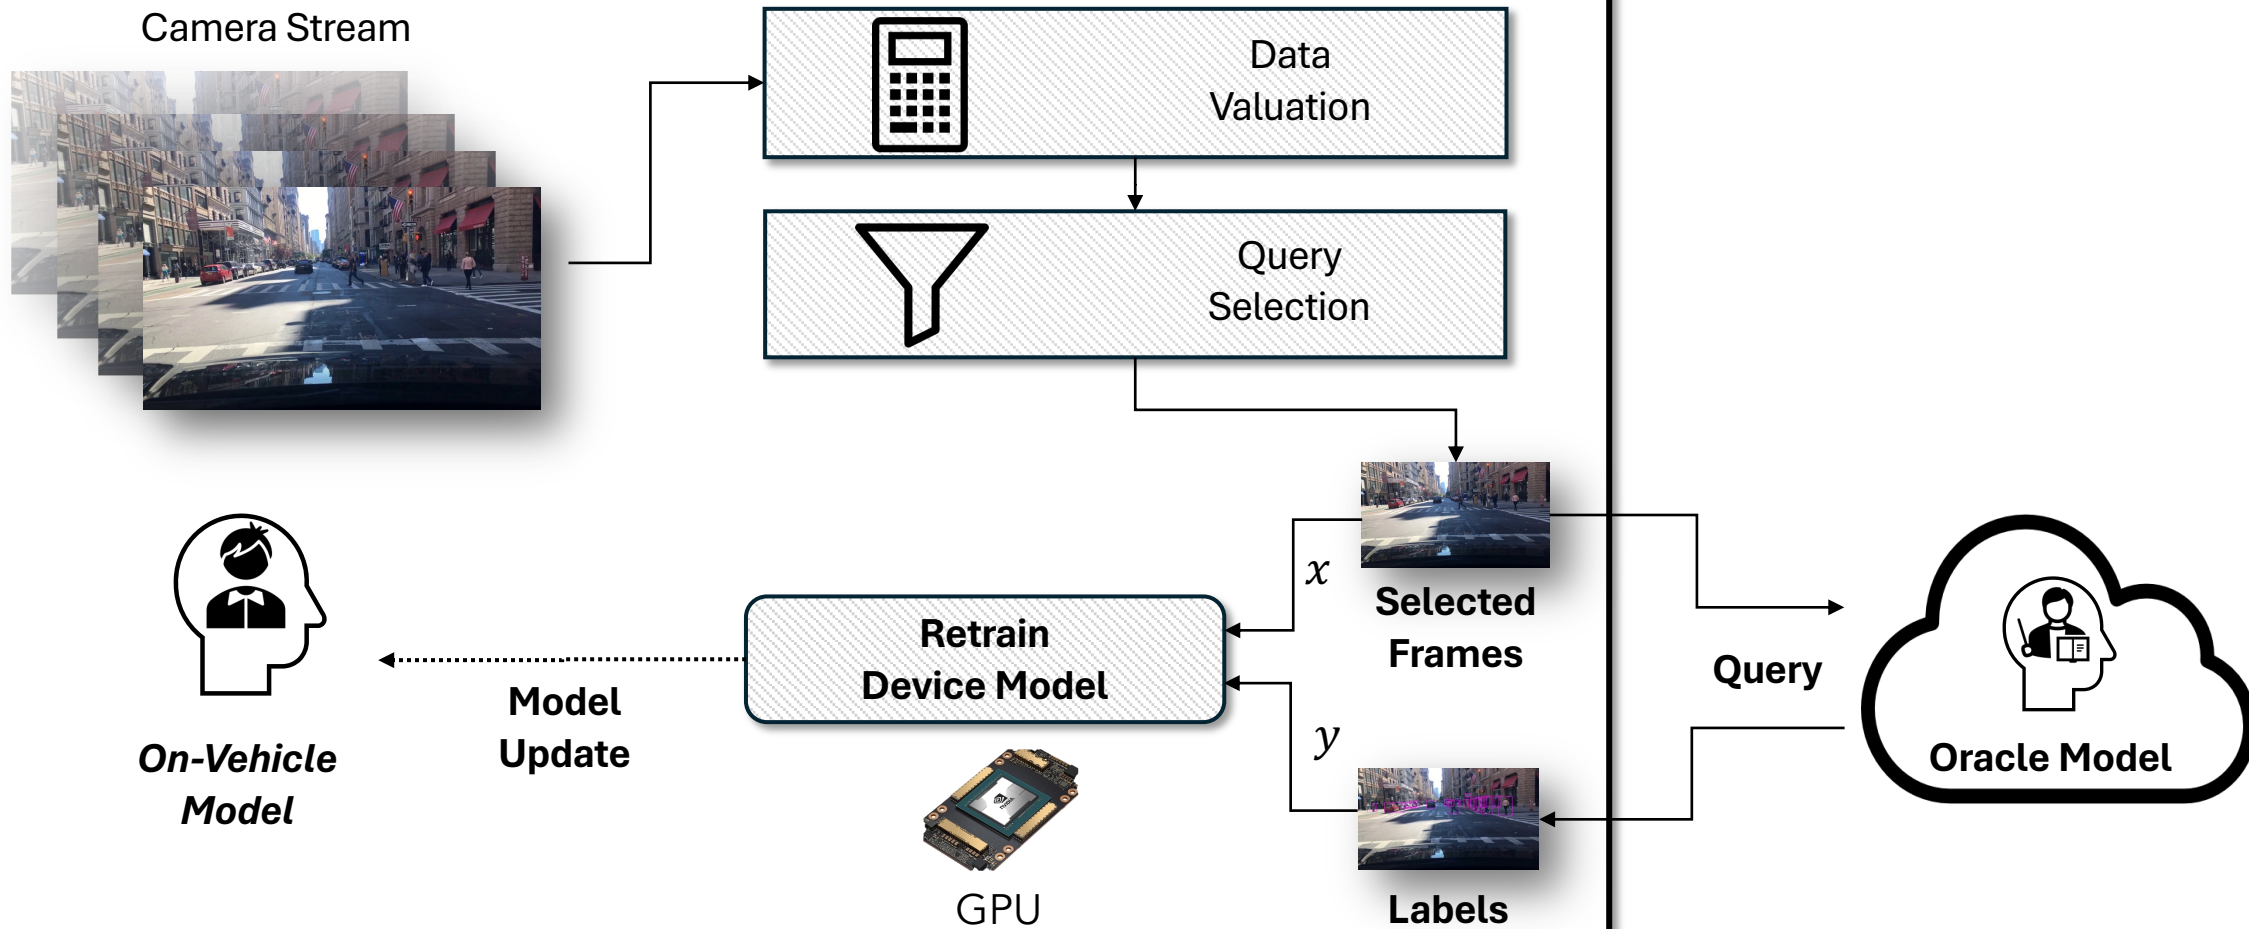 Camera Stream
Data
Valuation
Query
Selection
x
Selected
Frames
Retrain
Device Model
Query
Model
Update
y
On-Vehicle
Model
Oracle Model
NVIDIA
GPU
Labels